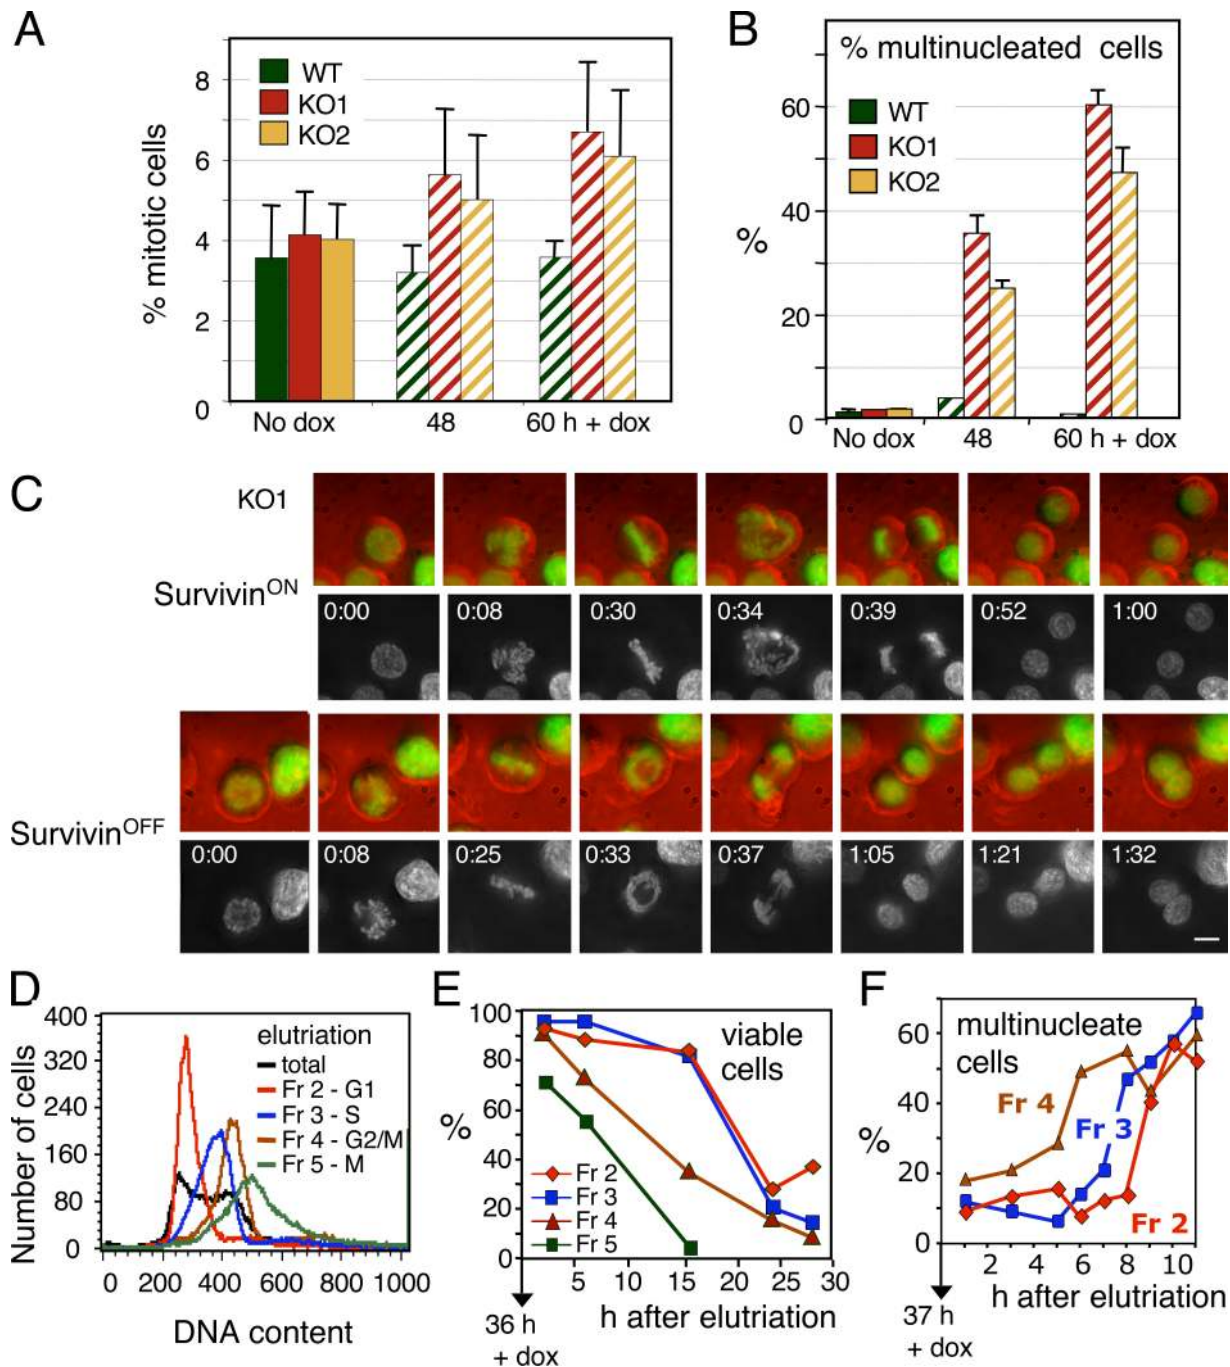 A
% mitotic cells
8
6
4
2
0
WT
KO1
KO2
No dox
48
60 h + dox
B
% multinucleated cells
%
60
40
20
0
WT
KO1
KO2
No dox
48
60 h + dox
C
KO1
Survivin^ON
0:00
0:08
0:30
0:34
0:39
0:52
1:00
Survivin^OFF
0:00
0:08
0:25
0:33
0:37
1:05
1:21
1:32
D
Number of cells
400
320
240
160
80
0
elutriation
total
Fr 2 - G1
Fr 3 - S
Fr 4 - G2/M
Fr 5 - M
0 200 400 600 800 1000
DNA content
E
%
100
80
60
40
20
0
viable
cells
Fr 2
Fr 3
Fr 4
Fr 5
5 10 15 20 25 30
h after elutriation
36 h
+ dox
F
%
60
40
20
0
multinucleate
cells
Fr 4
Fr 3
Fr 2
2 4 6 8 10
h after elutriation
37 h
+ dox